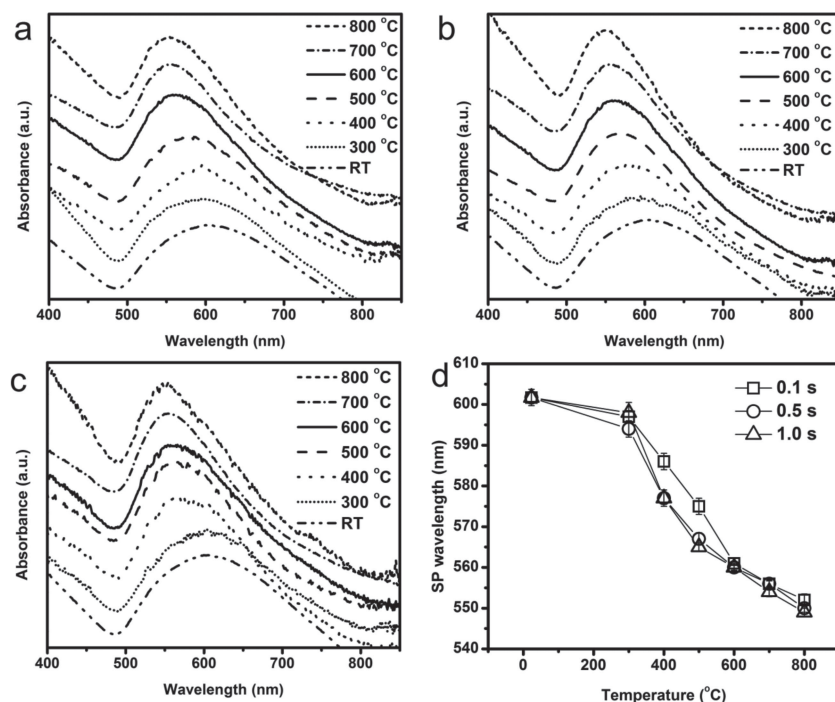 a
800 °C
700 °C
600 °C
500 °C
400 °C
300 °C
RT
Absorbance (a.u.)
400 500 600 700 800
Wavelength (nm)
b
800 °C
700 °C
600 °C
500 °C
400 °C
300 °C
RT
Absorbance (a.u.)
400 500 600 700 800
Wavelength (nm)
c
800 °C
700 °C
600 °C
500 °C
400 °C
300 °C
RT
Absorbance (a.u.)
400 500 600 700 800
Wavelength (nm)
d
0.1 s
0.5 s
1.0 s
SP wavelength (nm)
610
600
590
580
570
560
550
540
0 200 400 600 800
Temperature (°C)